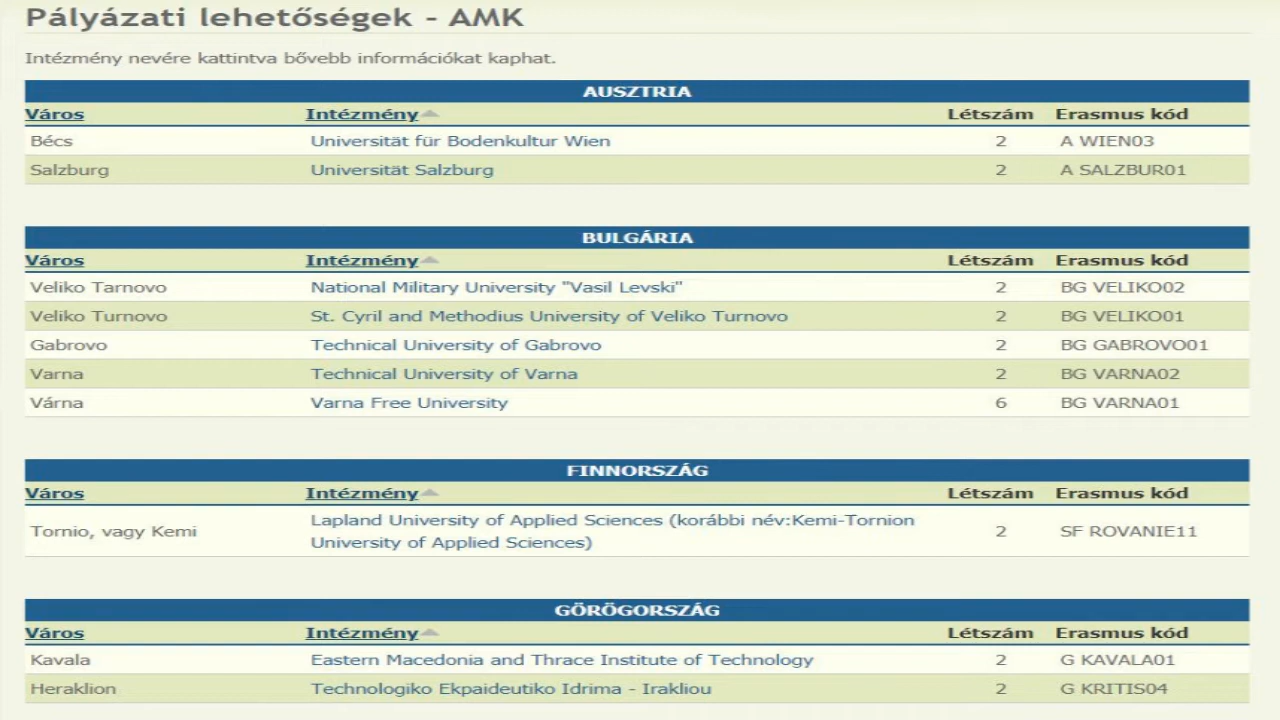 Pályázati lehetőségek - AMK
Intézmény nevére kattintva bővebb információkat kaphat.
AUSZTRIA
Város Intézmény Létszám Erasmus kód
Bécs Universität für Bodenkultur Wien 2 A WIEN03
Salzburg Universität Salzburg 2 A SALZBUR01
BULGÁRIA
Város Intézmény Létszám Erasmus kód
Veliko Tarnovo National Military University "Vasil Levski" 2 BG VELIKO02
Veliko Turnovo St. Cyril and Methodius University of Veliko Turnovo 2 BG VELIKO01
Gabrovo Technical University of Gabrovo 2 BG GABROVO01
Varna Technical University of Varna 2 BG VARNA02
Várna Varna Free University 6 BG VARNA01
FINNORSZÁG
Város Intézmény Létszám Erasmus kód
Tornio, vagy Kemi Lapland University of Applied Sciences (korábbi név:Kemi-Tornion 2 SF ROVANIE11
University of Applied Sciences)
GÖRÖGORSZÁG
Város Intézmény Létszám Erasmus kód
Kavala Eastern Macedonia and Thrace Institute of Technology 2 G KAVALA01
Heraklion Technologiko Ekpaideutiko Idrima - Irakliou 2 G KRITIS04